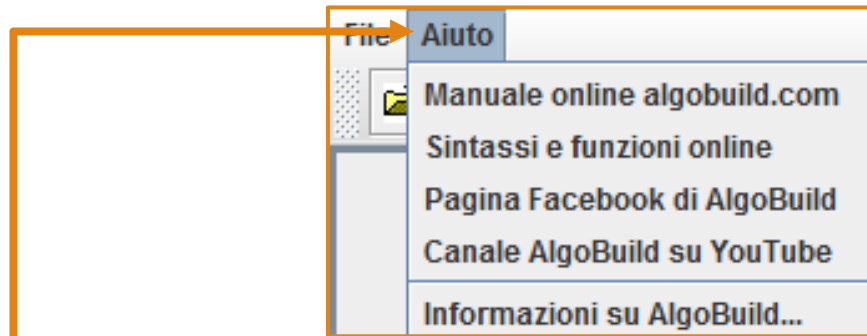 File Aiuto
Manuale online algobuild.com
Sintassi e funzioni online
Pagina Facebook di AlgoBuild
Canale AlgoBuild su YouTube
Informazioni su AlgoBuild...